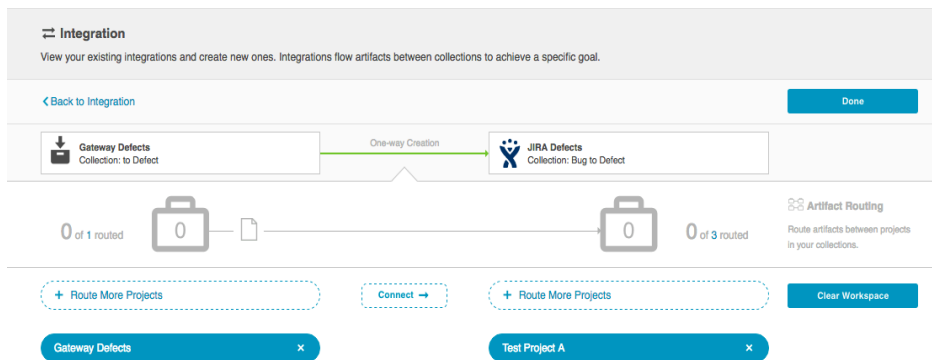 Integration
View your existing integrations and create new ones. Integrations flow artifacts between collections to achieve a specific goal.
Back to Integration
Done
Gateway Defects
Collection: to Defect
One-way Creation
JIRA Defects
Collection: Bug to Defect
0 of 1 routed
0
0
0 of 3 routed
Artifact Routing
Route artifacts between projects
in your collections.
+ Route More Projects
Connect →
+ Route More Projects
Clear Workspace
Gateway Defects ×
Test Project A ×